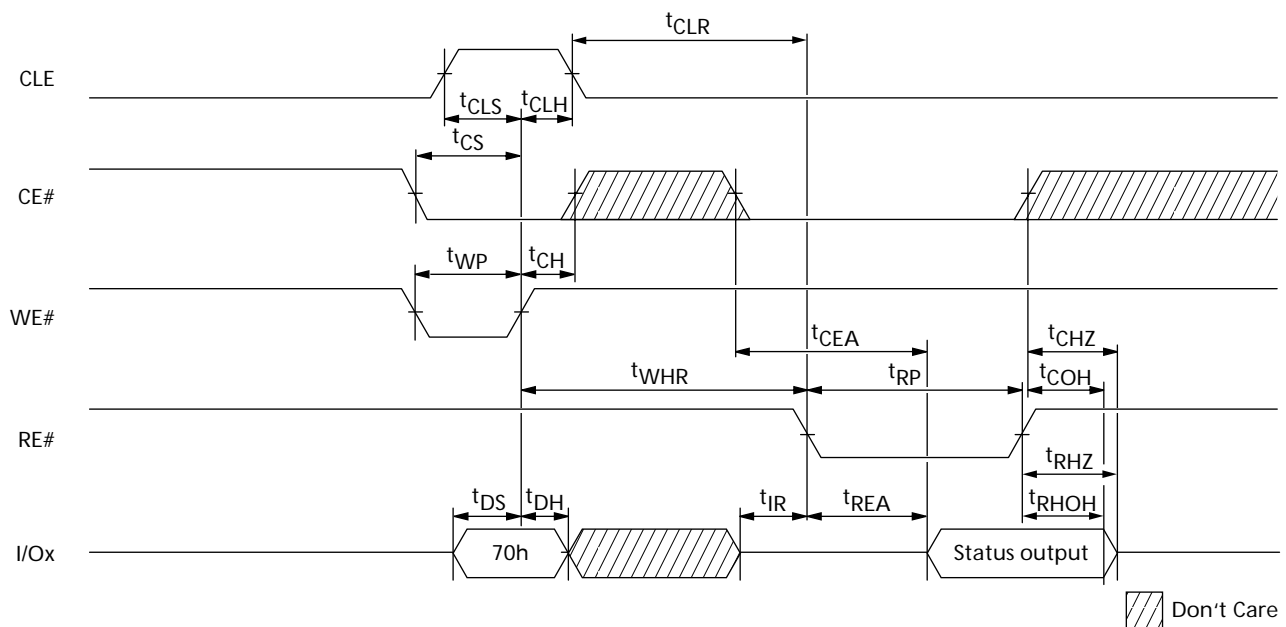 tCLR
CLE
tCLS tCLH
tCS
CE#
tWP tCH
WE#
tCEA tCHZ
tWHR tRP tCOH
RE#
tRHZ
tDS tDH tIR tREA tRHOH
I/Ox 70h Status output
Don't Care